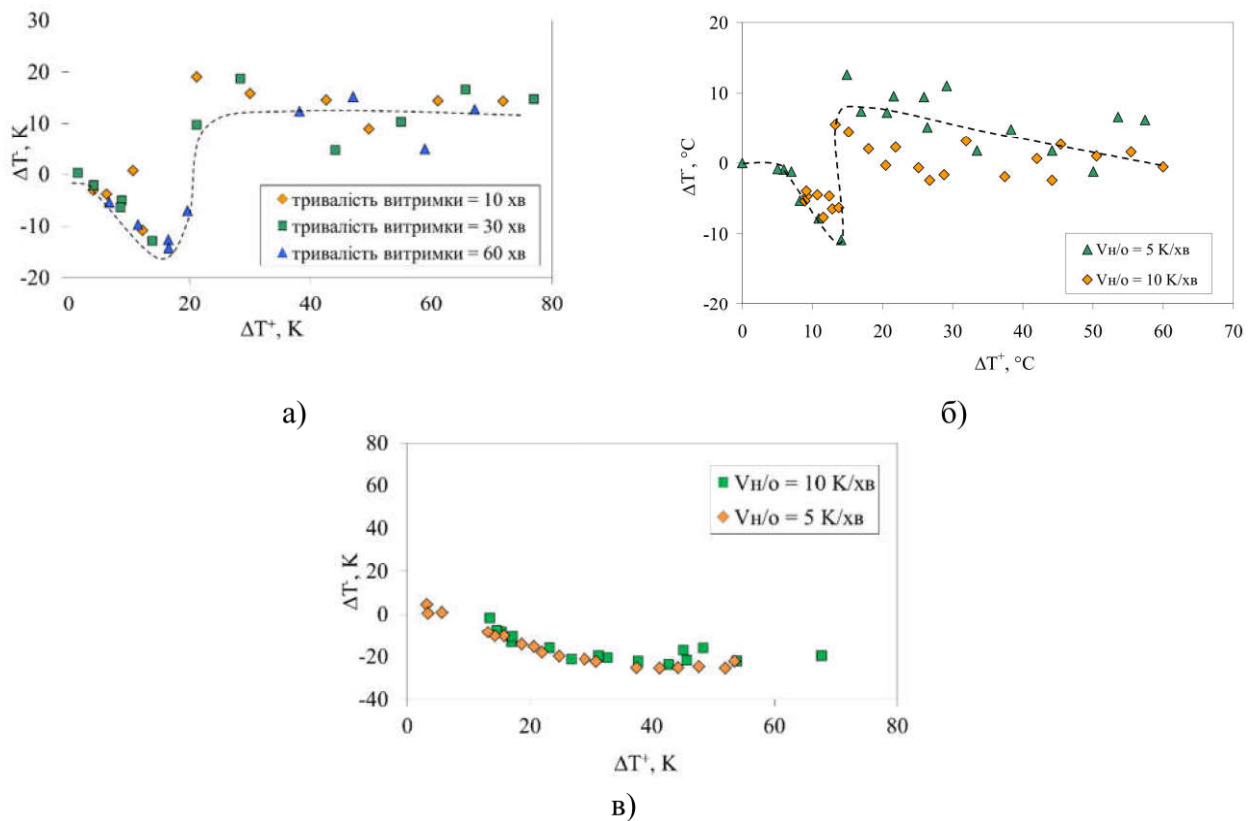 30
20
10
0
-10
-20
ΔT⁻, K
тривалість витримки = 10 хв
тривалість витримки = 30 хв
тривалість витримки = 60 хв
0 20 40 60 80
ΔT⁺, K
а)
20
10
0
-10
-20
ΔT⁻, °C
Vн/о = 5 К/хв
Vн/о = 10 К/хв
0 10 20 30 40 50 60 70
ΔT⁺, °C
б)
80
60
40
20
0
-20
-40
ΔT⁻, K
Vн/о = 10 К/хв
Vн/о = 5 К/хв
0 20 40 60 80
ΔT⁺, K
в)